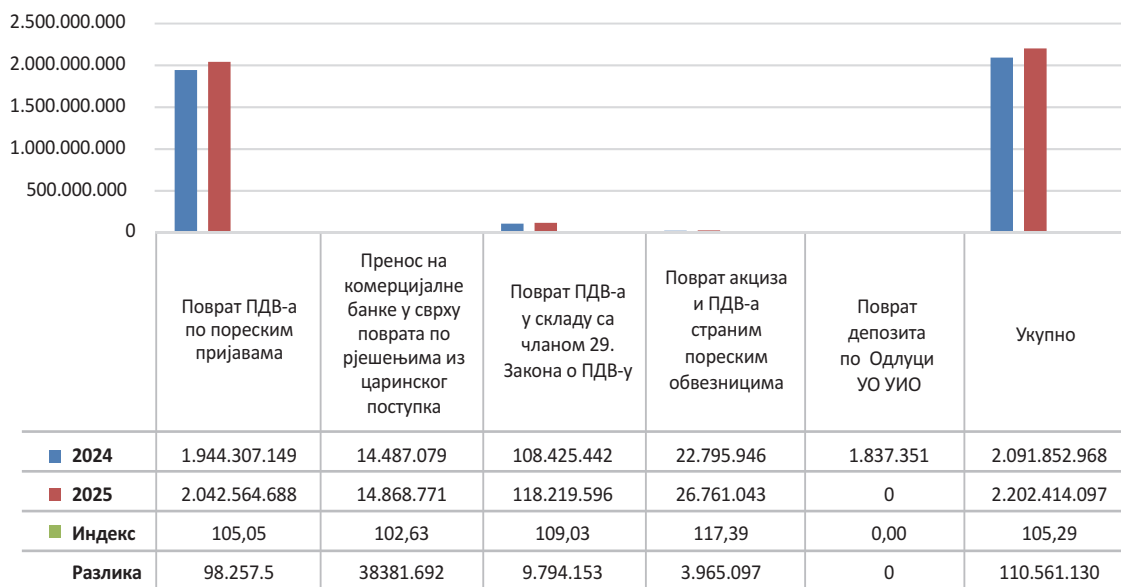 2.500.000.000
2.000.000.000
1.500.000.000
1.000.000.000
500.000.000
0
Поврат ПДВ-а
по пореским
пријавама
Пренос на
комерцијалне
банке у сврху
поврата по
рјешењима из
царинског
поступка
Поврат ПДВ-а
у складу са
чланом 29.
Закона о ПДВ-у
Поврат акциза
и ПДВ-а
страним
пореским
обвезницима
Поврат
депозита
по Одлуци
УО УИО
Укупно
2024 1.944.307.149 14.487.079 108.425.442 22.795.946 1.837.351 2.091.852.968
2025 2.042.564.688 14.868.771 118.219.596 26.761.043 0 2.202.414.097
Индекс 105,05 102,63 109,03 117,39 0,00 105,29
Разлика 98.257.5 38381.692 9.794.153 3.965.097 0 110.561.130